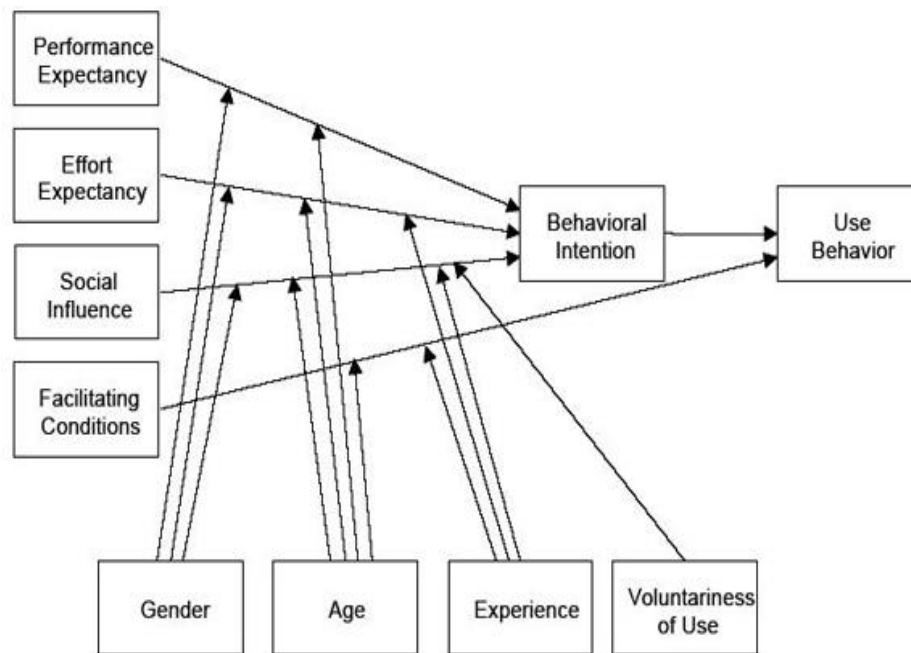 Performance
Expectancy
Effort
Expectancy
Social
Influence
Facilitating
Conditions
Behavioral
Intention
Use
Behavior
Gender
Age
Experience
Voluntariness
of Use